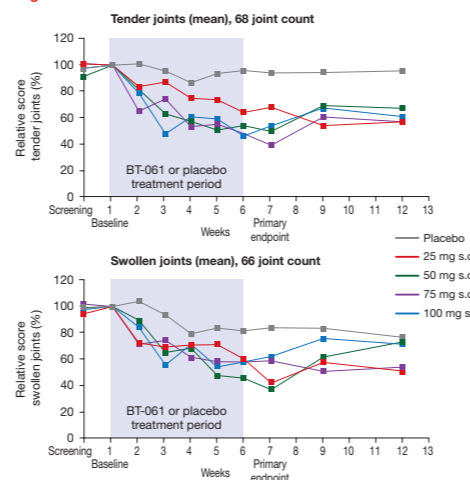 Tender joints (mean), 68 joint count
120
100
80
60
40
20
0
Relative score
tender joints (%)
BT-061 or placebo
treatment period
Screening 1 2 3 4 5 6 7 8 9 10 11 12 13
Baseline
Weeks
Primary
endpoint
Placebo
25 mg s.c
50 mg s.c
75 mg s.c
100 mg s.c
Swollen joints (mean), 66 joint count
120
100
80
60
40
20
0
Relative score
swollen joints (%)
BT-061 or placebo
treatment period
Screening 1 2 3 4 5 6 7 8 9 10 11 12 13
Baseline
Weeks
Primary
endpoint